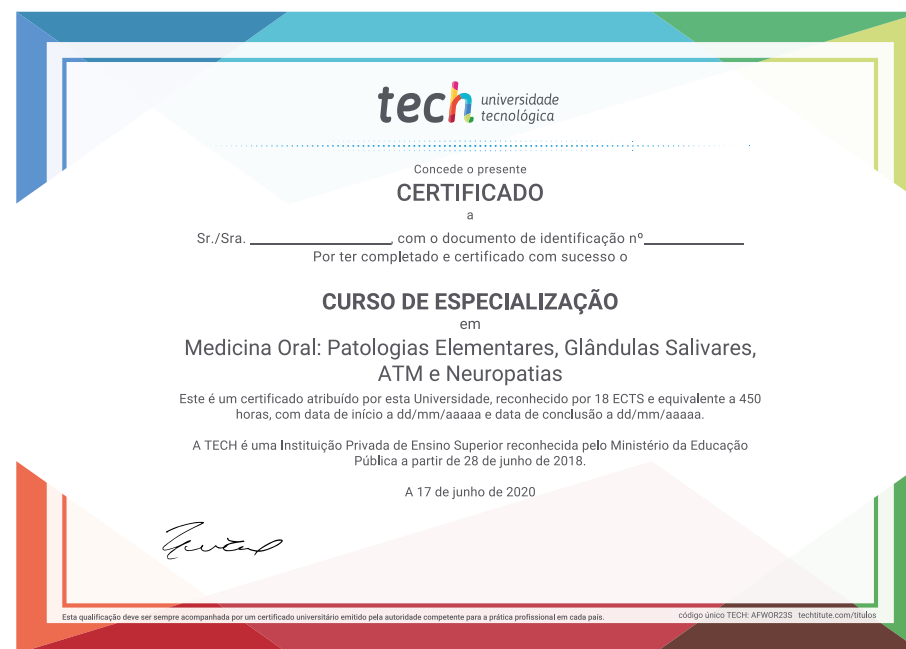 tech universidade
tecnológica
Concede o presente
CERTIFICADO
a
Sr./Sra. ________________, com o documento de identificação nº____________
Por ter completado e certificado com sucesso o
CURSO DE ESPECIALIZAÇÃO
em
Medicina Oral: Patologias Elementares, Glândulas Salivares,
ATM e Neuropatias
Este é um certificado atribuído por esta Universidade, reconhecido por 18 ECTS e equivalente a 450
horas, com data de início a dd/mm/aaaaa e data de conclusão a dd/mm/aaaaa.
A TECH é uma Instituição Privada de Ensino Superior reconhecida pelo Ministério da Educação
Pública a partir de 28 de junho de 2018.
A 17 de junho de 2020
Esta qualificação deve ser sempre acompanhada por um certificado universitário emitido pela autoridade competente para a prática profissional em cada país.
código único TECH: AFWOR23S techtitute.com/titulos